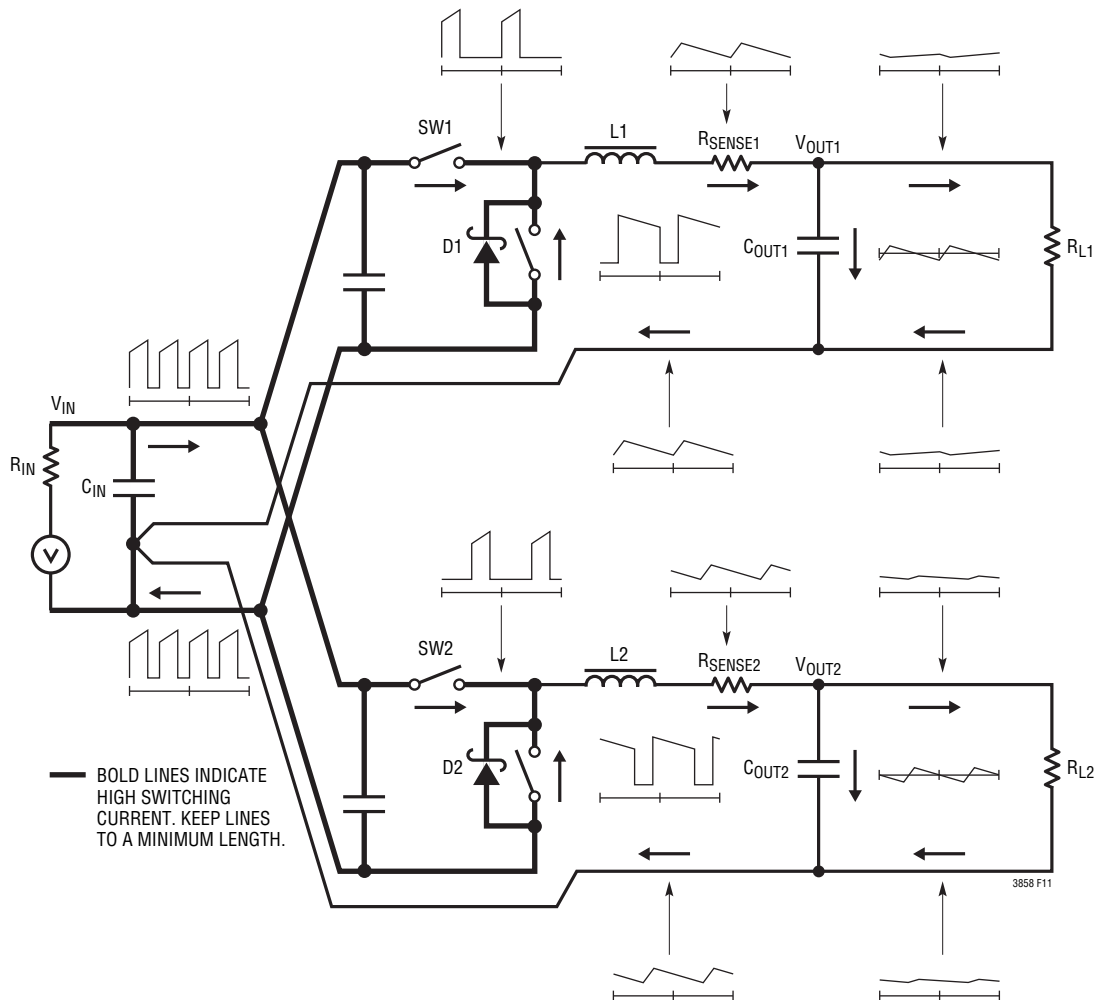 SW1
L1
RSENSE1
VOUT1
D1
COUT1
RL1
VIN
RIN
CIN
V
SW2
L2
RSENSE2
VOUT2
D2
COUT2
RL2
BOLD LINES INDICATE
HIGH SWITCHING
CURRENT. KEEP LINES
TO A MINIMUM LENGTH.
3858 F11